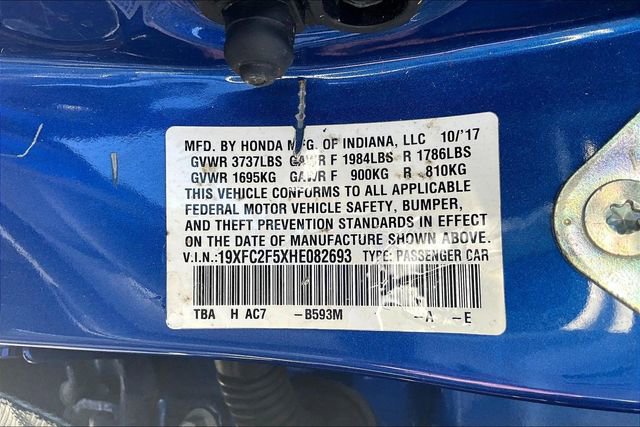 MFD. BY HONDA MFG. OF INDIANA, LLC 10/'17
GVWR 3737LBS GAWR F 1984LBS R 1786LBS
GVWR 1695KG GAWR F 900KG R 810KG
THIS VEHICLE CONFORMS TO ALL APPLICABLE
FEDERAL MOTOR VEHICLE SAFETY, BUMPER,
AND THEFT PREVENTION STANDARDS IN EFFECT
ON THE DATE OF MANUFACTURE SHOWN ABOVE.
V.I.N.:19XFC2F5XHE082693 TYPE: PASSENGER CAR
TBA H AC7 –B593M –A –E